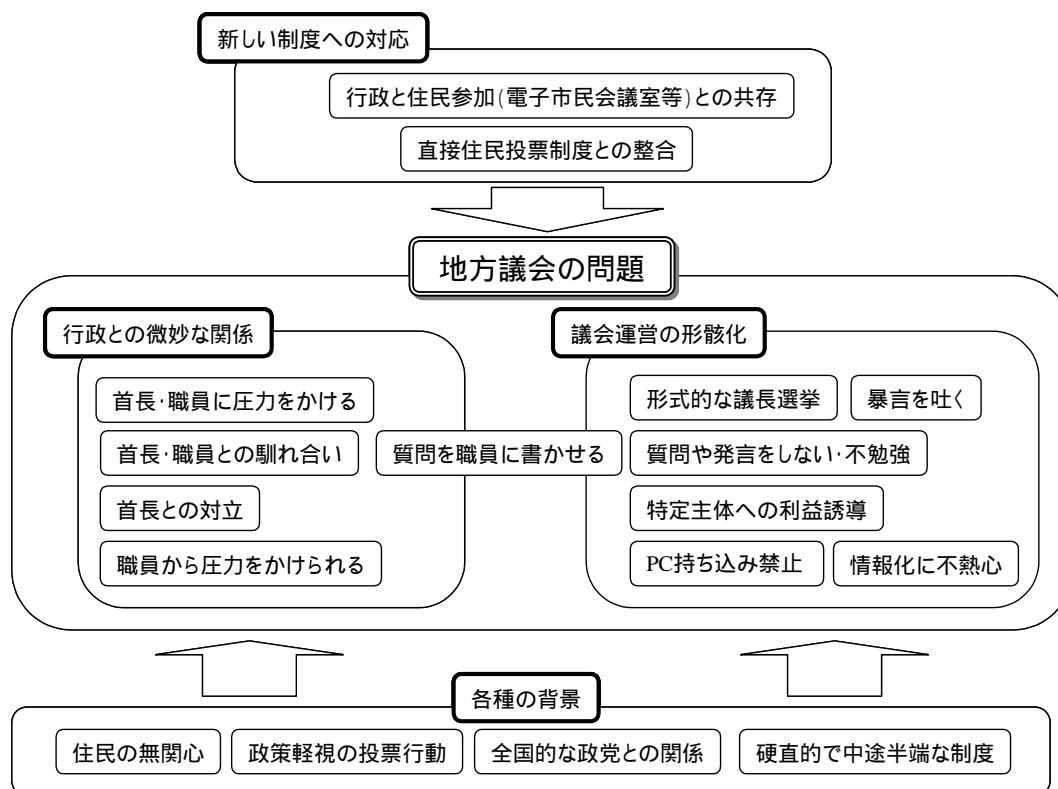 新しい制度への対応
行政と住民参加(電子市民会議室等)との共存
直接住民投票制度との整合
地方議会の問題
行政との微妙な関係
首長・職員に圧力をかける
首長・職員との馴れ合い
首長との対立
職員から圧力をかけられる
質問を職員に書かせる
議会運営の形骸化
形式的な議長選挙
暴言を吐く
質問や発言をしない・不勉強
特定主体への利益誘導
PC持ち込み禁止
情報化に不熱心
各種の背景
住民の無関心
政策軽視の投票行動
全国的な政党との関係
硬直的で中途半端な制度